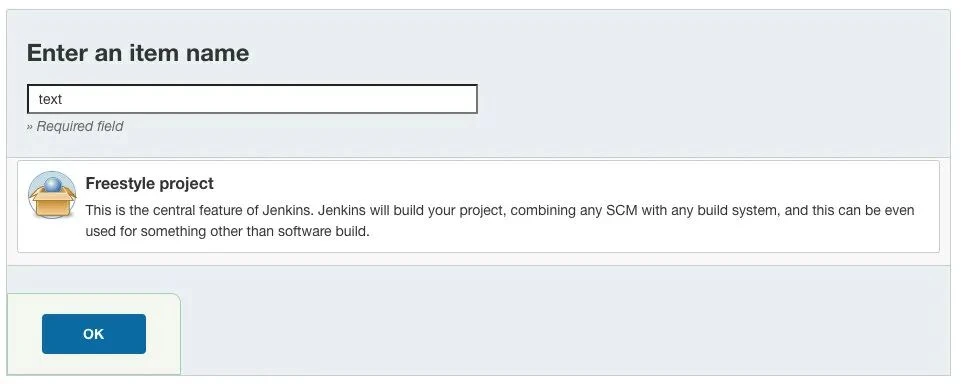 Enter an item name
text
» Required field
Freestyle project
This is the central feature of Jenkins. Jenkins will build your project, combining any SCM with any build system, and this can be even
used for something other than software build.
OK